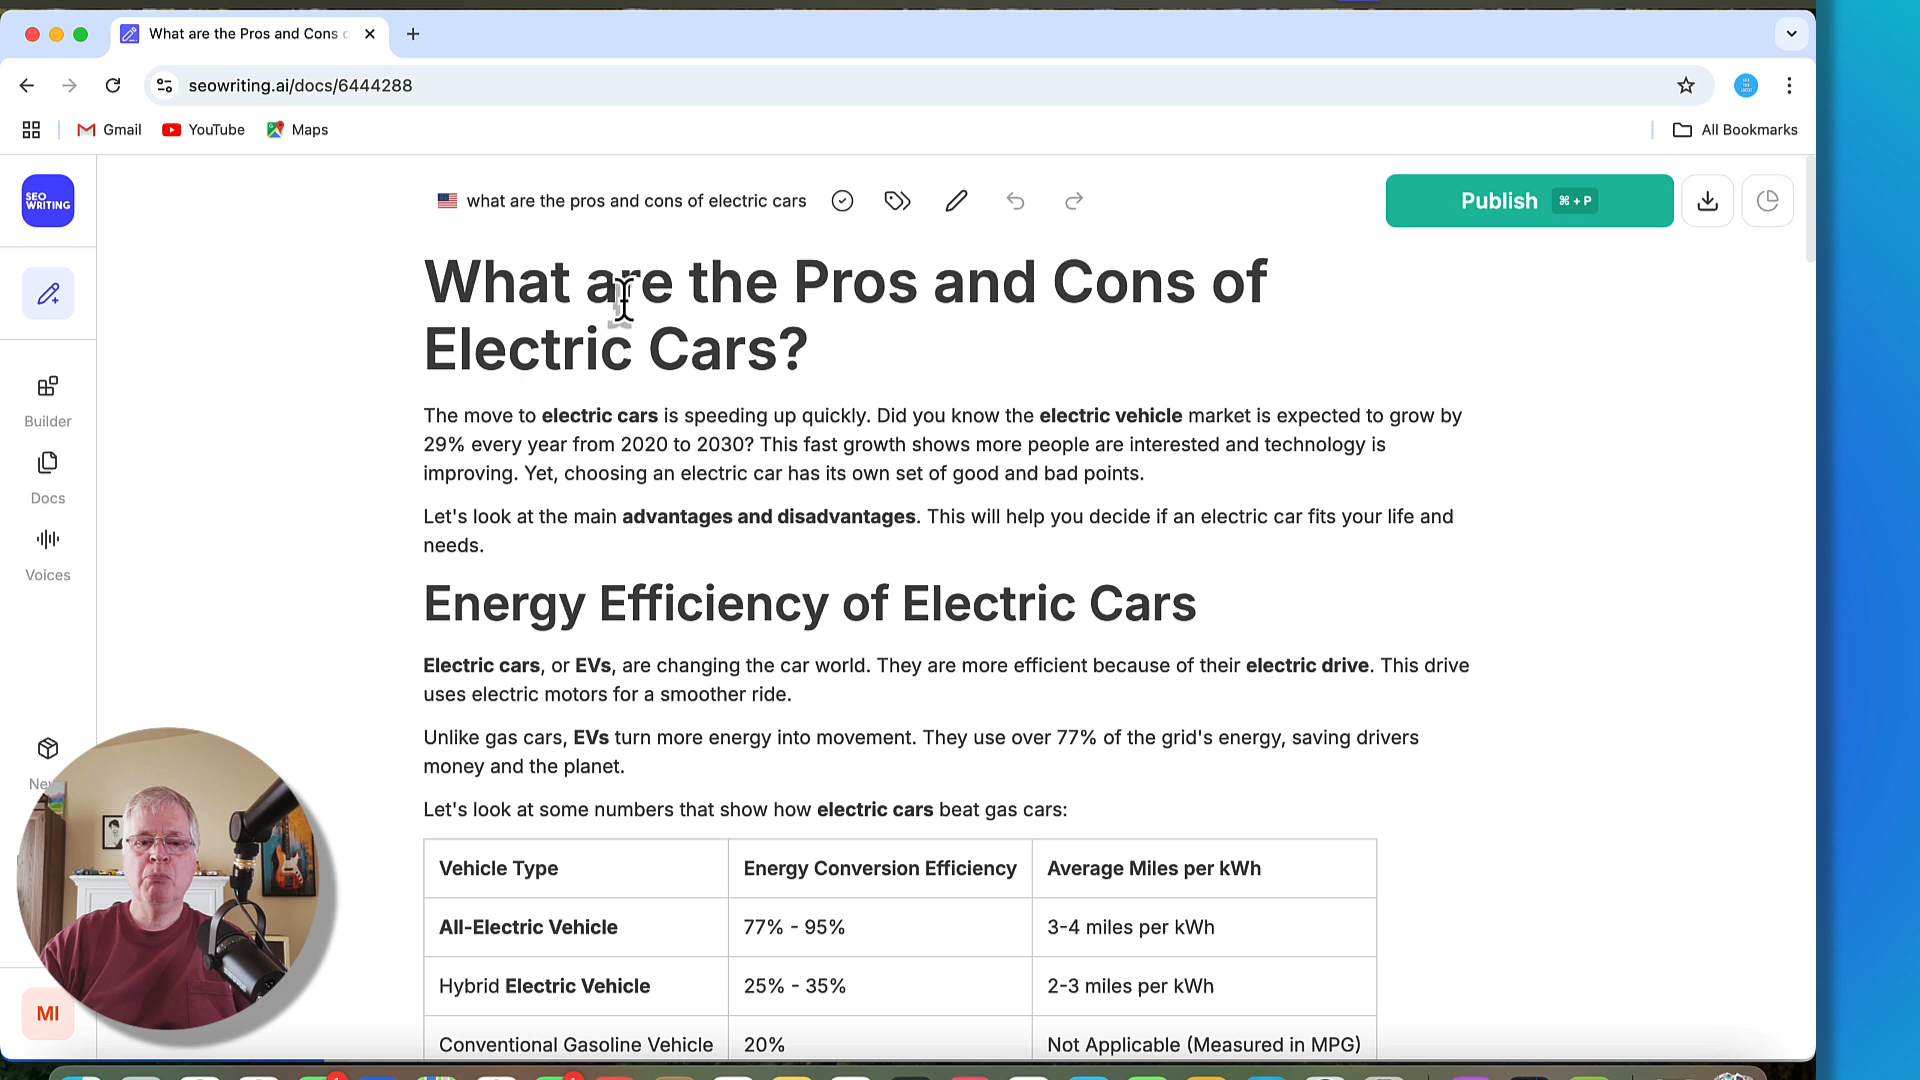 What are the Pros and Cons
seowriting.ai/docs/6444288
Gmail
YouTube
Maps
All Bookmarks
SEO
WRITING
what are the pros and cons of electric cars
Publish
⌘ + P
What are the Pros and Cons of
Electric Cars?
The move to electric cars is speeding up quickly. Did you know the electric vehicle market is expected to grow by
29% every year from 2020 to 2030? This fast growth shows more people are interested and technology is
improving. Yet, choosing an electric car has its own set of good and bad points.
Let's look at the main advantages and disadvantages. This will help you decide if an electric car fits your life and
needs.
Energy Efficiency of Electric Cars
Electric cars, or EVs, are changing the car world. They are more efficient because of their electric drive. This drive
uses electric motors for a smoother ride.
Unlike gas cars, EVs turn more energy into movement. They use over 77% of the grid's energy, saving drivers
money and the planet.
Let's look at some numbers that show how electric cars beat gas cars:
Vehicle Type Energy Conversion Efficiency Average Miles per kWh
All-Electric Vehicle 77% - 95% 3-4 miles per kWh
Hybrid Electric Vehicle 25% - 35% 2-3 miles per kWh
Conventional Gasoline Vehicle 20% Not Applicable (Measured in MPG)
Builder
Docs
Voices
MI